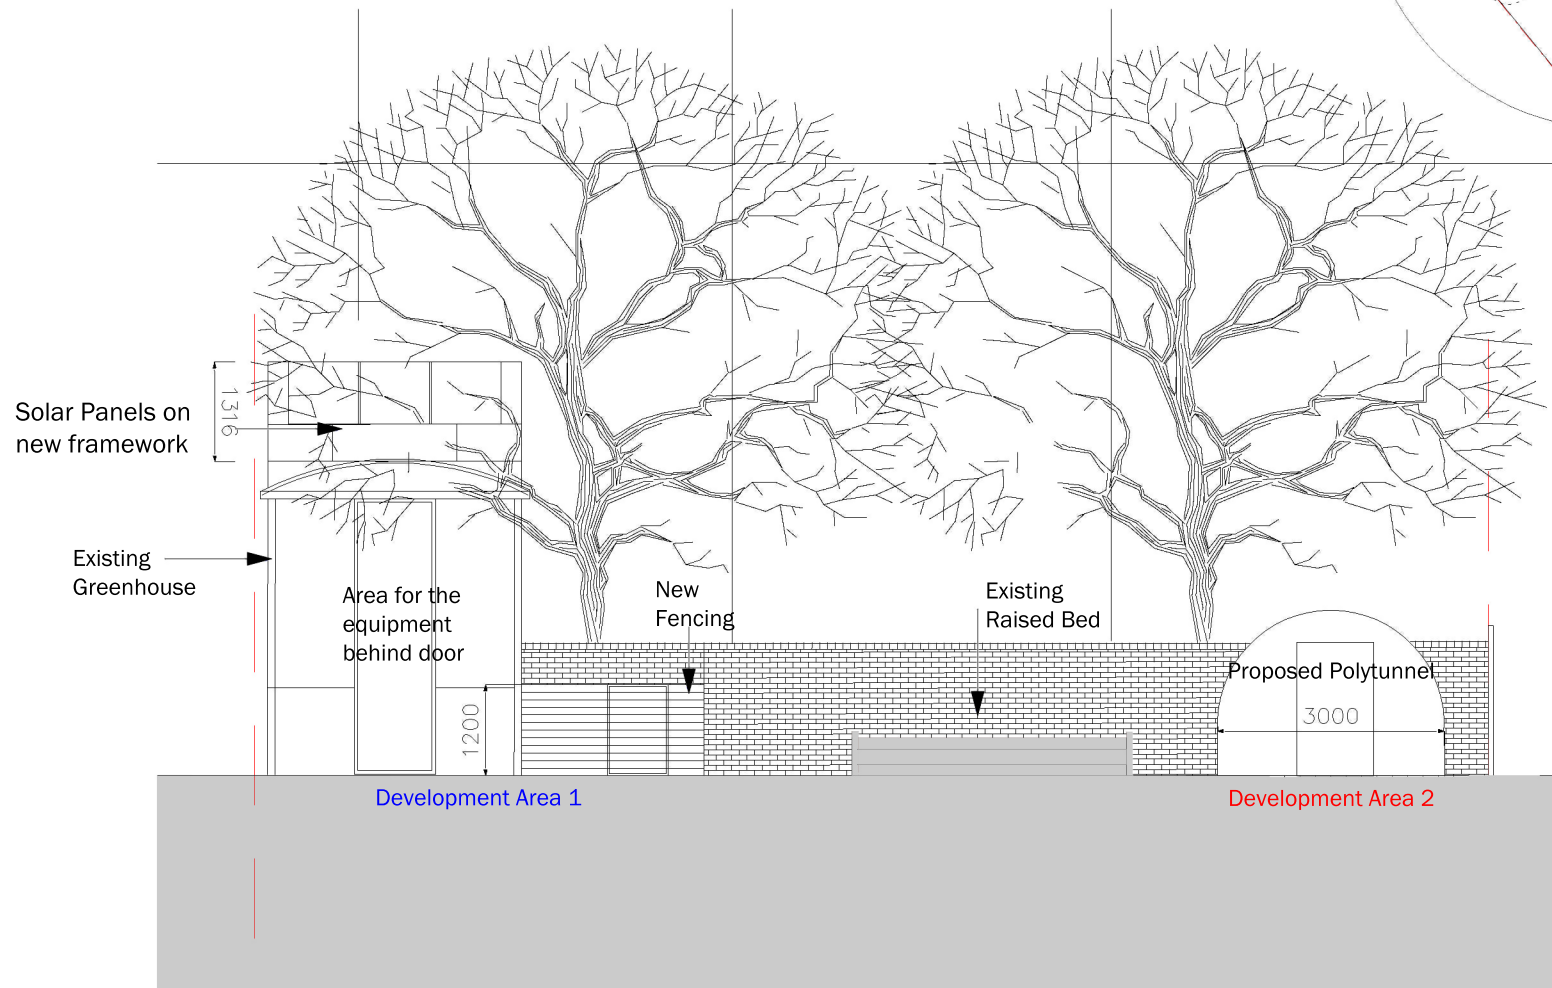 1316
Solar Panels on
new framework
Existing
Greenhouse
Area for the
equipment
behind door
New
Fencing
Existing
Raised Bed
Proposed Polytunnel
3000
1200
Development Area 1
Development Area 2